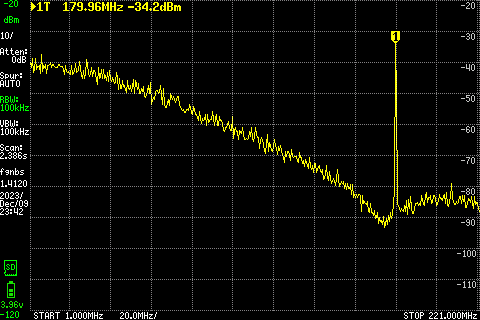 -20
dBm
10/
Atten:
0dB
Spur:
AUTO
RBW:
100kHz
VBW:
100kHz
Scan:
2.386s
fgnbs
1.4120
2023/
Dec/09
23:42
SD
3.96v
-120
1T 179.96MHz -34.2dBm
1
-20
-30
-40
-50
-60
-70
-80
-90
-100
-110
START 1.000MHz 20.0MHz/ STOP 221.000MHz